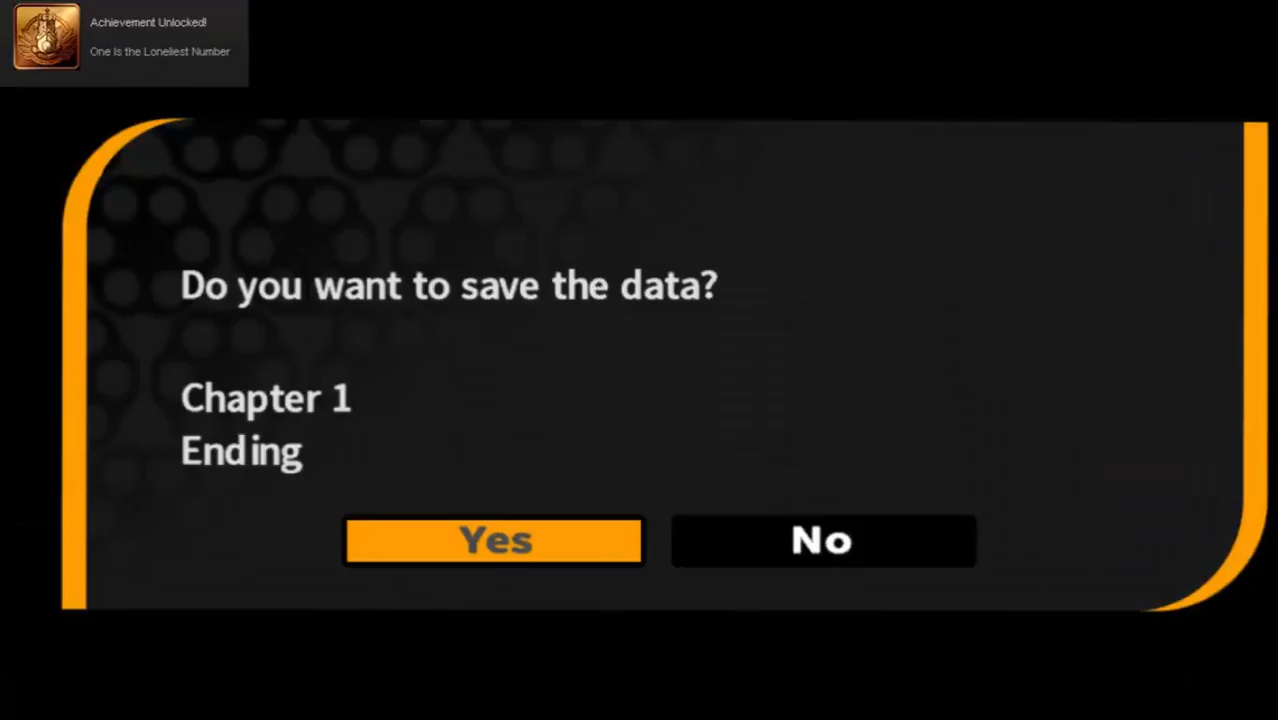 Achievement Unlocked!
One Is the Loneliest Number
Do you want to save the data?
Chapter 1
Ending
Yes
No